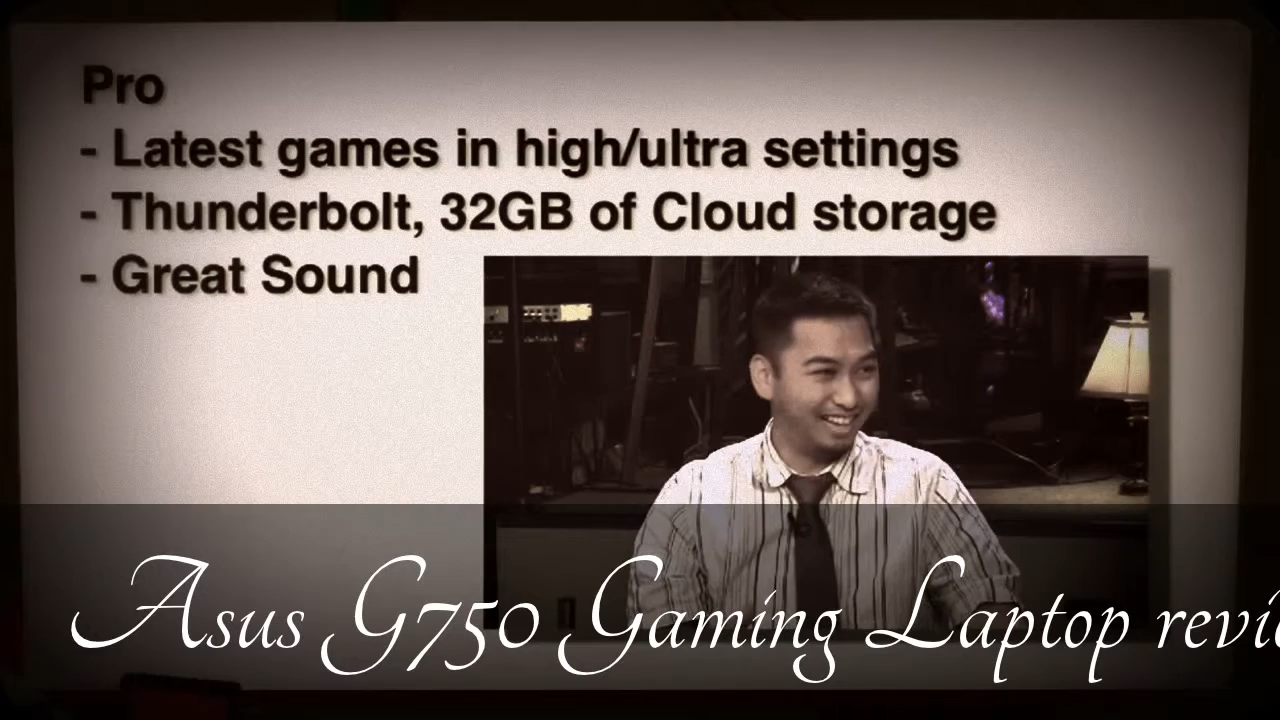 Pro
- Latest games in high/ultra settings
- Thunderbolt, 32GB of Cloud storage
- Great Sound
Asus G750 Gaming Laptop